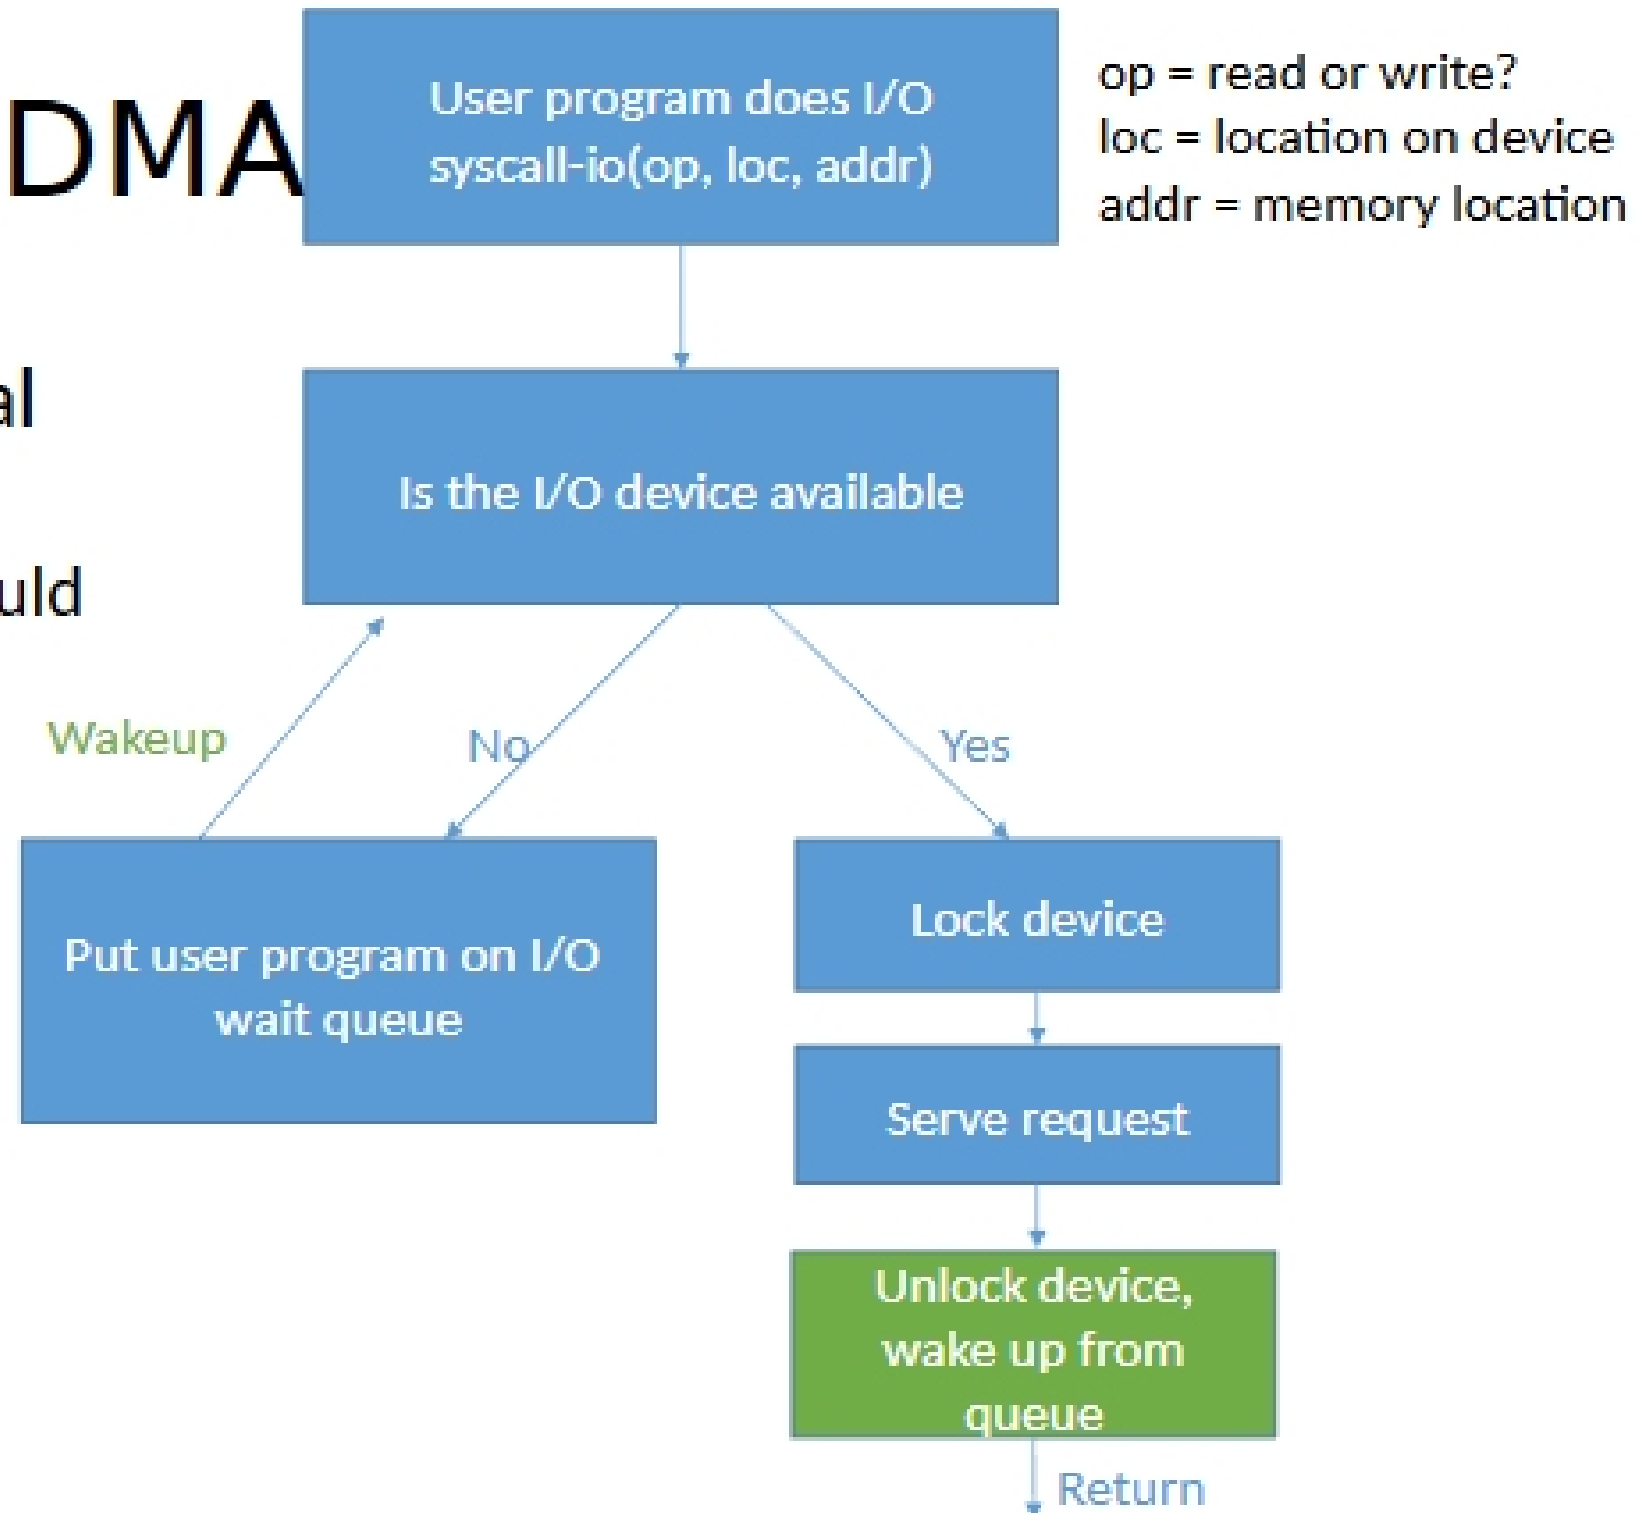 DMA
User program does I/O
syscall-io(op, loc, addr)
op = read or write?
loc = location on device
addr = memory location
al
Is the I/O device available
uld
Wakeup
No
Yes
Put user program on I/O
wait queue
Lock device
Serve request
Unlock device,
wake up from
queue
Return